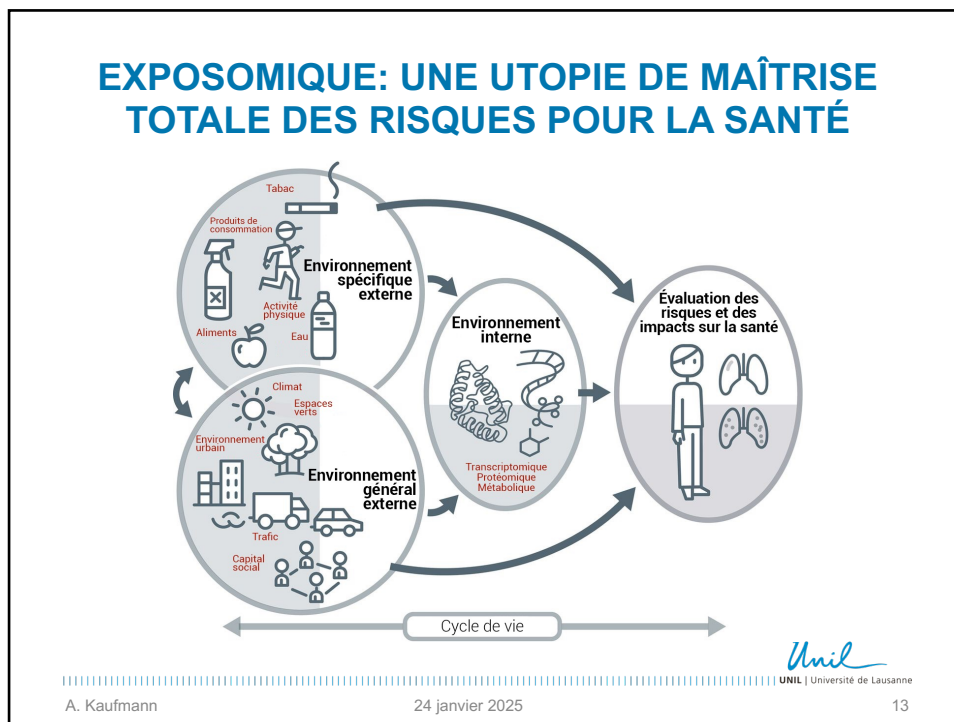 EXPOSOMIQUE: UNE UTOPIE DE MAÎTRISE
TOTALE DES RISQUES POUR LA SANTÉ
Tabac
Produits de
consommation
Environnement
spécifique
externe
Activité
physique
Aliments
Eau
Climat
Espaces
verts
Environnement
urbain
Environnement
général
externe
Trafic
Capital
social
Environnement
interne
Transcriptomique
Protéomique
Métabolique
Évaluation des
risques et des
impacts sur la santé
Cycle de vie
Unil
UNIL | Université de Lausanne
A. Kaufmann
24 janvier 2025
13